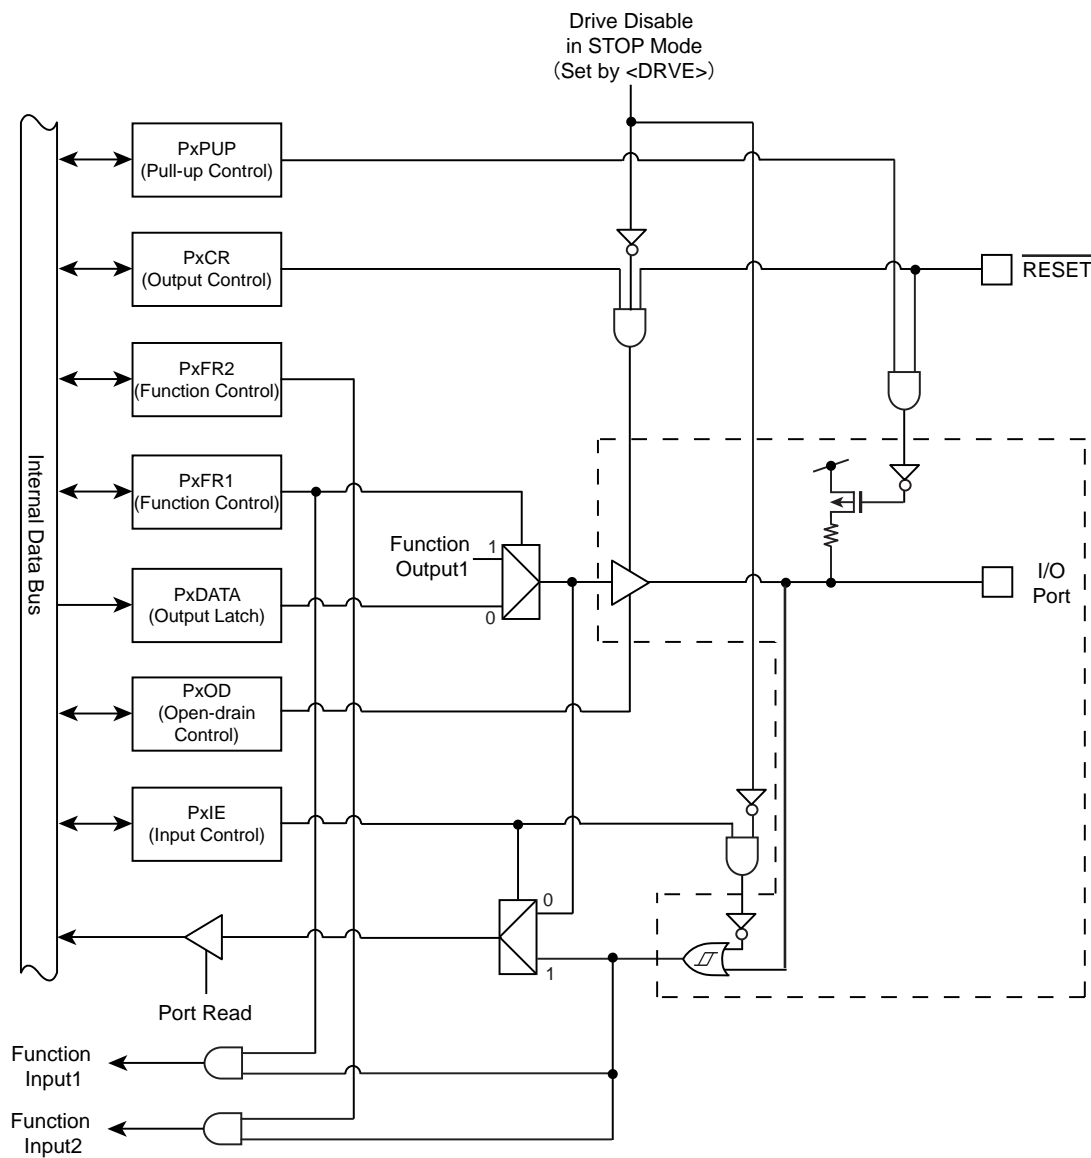 Drive Disable
in STOP Mode
(Set by <DRVE>)
PxPUP
(Pull-up Control)
PxCR
(Output Control)
RESET
PxFR2
(Function Control)
Internal Data Bus
PxFR1
(Function Control)
Function
Output1
1
0
PxDATA
(Output Latch)
I/O
Port
PxOD
(Open-drain
Control)
PxIE
(Input Control)
0
1
Port Read
Function
Input1
Function
Input2